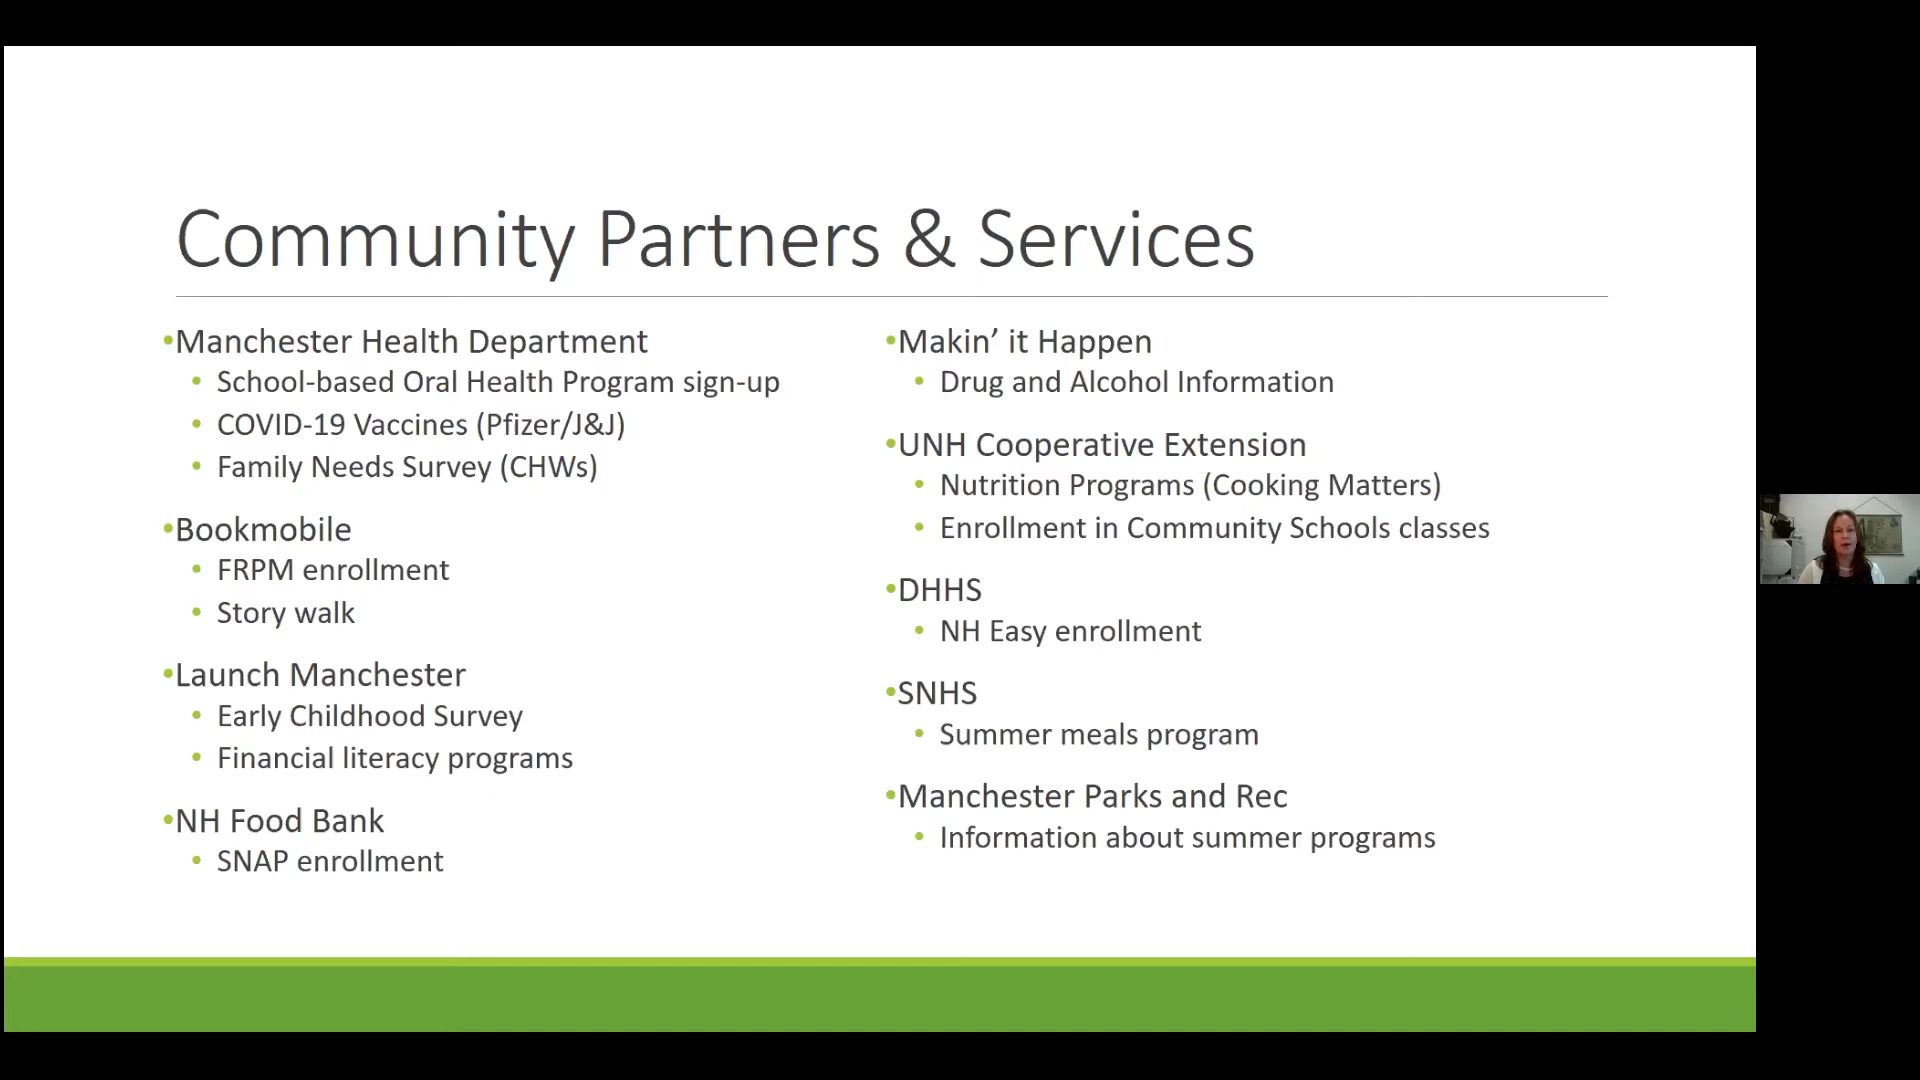 Community Partners & Services
•Manchester Health Department
• School-based Oral Health Program sign-up
• COVID-19 Vaccines (Pfizer/J&J)
• Family Needs Survey (CHWs)
•Bookmobile
• FRPM enrollment
• Story walk
•Launch Manchester
• Early Childhood Survey
• Financial literacy programs
•NH Food Bank
• SNAP enrollment
•Makin’ it Happen
• Drug and Alcohol Information
•UNH Cooperative Extension
• Nutrition Programs (Cooking Matters)
• Enrollment in Community Schools classes
•DHHS
• NH Easy enrollment
•SNHS
• Summer meals program
•Manchester Parks and Rec
• Information about summer programs